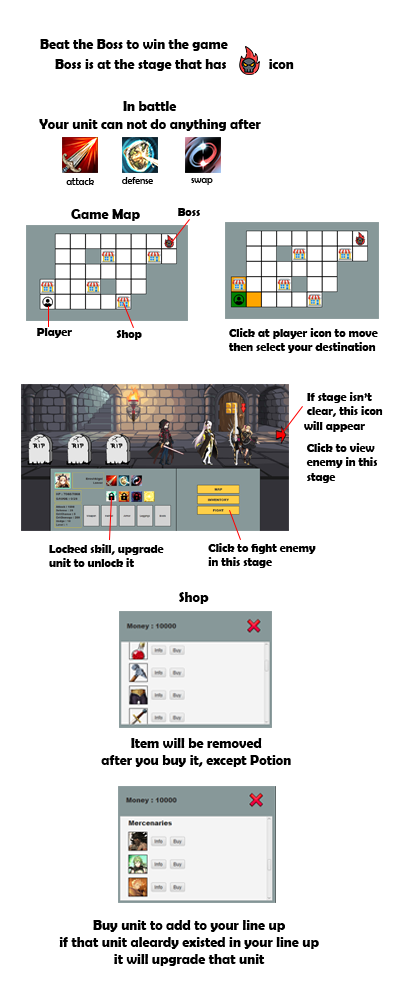 Beat the Boss to win the game
Boss is at the stage that has icon
In battle
Your unit can not do anything after
attack
defense
swap
Game Map
Boss
Player
Shop
Click at player icon to move
then select your destination
If stage isn't
clear, this icon
will appear
Click to view
enemy in this
stage
RIP
RIP
RIP
MAP
INVENTORY
FIGHT
Locked skill, upgrade
unit to unlock it
Click to fight enemy
in this stage
Shop
Money : 10000
Info Buy
Info Buy
Info Buy
Info Buy
Item will be removed
after you buy it, except Potion
Money : 10000
Mercenaries
Info Buy
Info Buy
Info Buy
Buy unit to add to your line up
if that unit aleardy existed in your line up
it will upgrade that unit